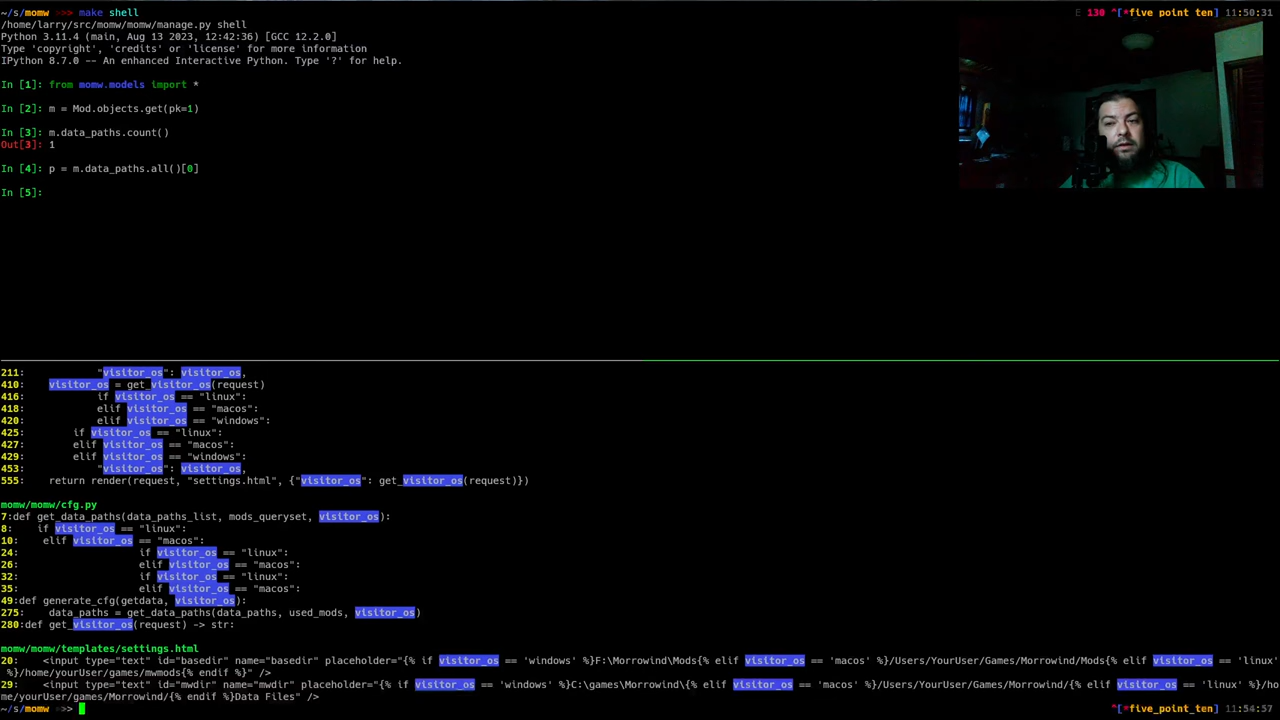 ~/s/momw >>> make shell E 130 ^[*five_point_ten] 11:50:31
/home/larry/src/momw/momw/manage.py shell
Python 3.11.4 (main, Aug 13 2023, 12:42:36) [GCC 12.2.0]
Type 'copyright', 'credits' or 'license' for more information
IPython 8.7.0 -- An enhanced Interactive Python. Type '?' for help.
In [1]: from momw.models import *
In [2]: m = Mod.objects.get(pk=1)
In [3]: m.data_paths.count()
Out[3]: 1
In [4]: p = m.data_paths.all()[0]
In [5]:
211: "visitor_os": visitor_os,
410: visitor_os = get_visitor_os(request)
416: if visitor_os == "linux":
418: elif visitor_os == "macos":
420: elif visitor_os == "windows":
425: if visitor_os == "linux":
427: elif visitor_os == "macos":
429: elif visitor_os == "windows":
453: "visitor_os": visitor_os,
555: return render(request, "settings.html", {"visitor_os": get_visitor_os(request)})
momw/momw/cfg.py
7:def get_data_paths(data_paths_list, mods_queryset, visitor_os):
8: if visitor_os == "linux":
10: elif visitor_os == "macos":
24: if visitor_os == "linux":
26: elif visitor_os == "macos":
32: if visitor_os == "linux":
35: elif visitor_os == "macos":
49:def generate_cfg(getdata, visitor_os):
275: data_paths = get_data_paths(data_paths, used_mods, visitor_os)
280:def get_visitor_os(request) -> str:
momw/momw/templates/settings.html
20: <input type="text" id="basedir" name="basedir" placeholder="{% if visitor_os == 'windows' %}F:\Morrowind\Mods{% elif visitor_os == 'macos' %}/Users/YourUser/Games/Morrowind/Mods{% elif visitor_os == 'linux'
%}/home/yourUser/games/mwmods{% endif %}" />
29: <input type="text" id="mwdir" name="mwdir" placeholder="{% if visitor_os == 'windows' %}C:\games\Morrowind\{% elif visitor_os == 'macos' %}/Users/YourUser/Games/Morrowind/{% elif visitor_os == 'linux' %}/ho
me/yourUser/games/Morrowind/{% endif %}Data Files" />
~/s/momw >>> ^[*five_point_ten] 11:54:57